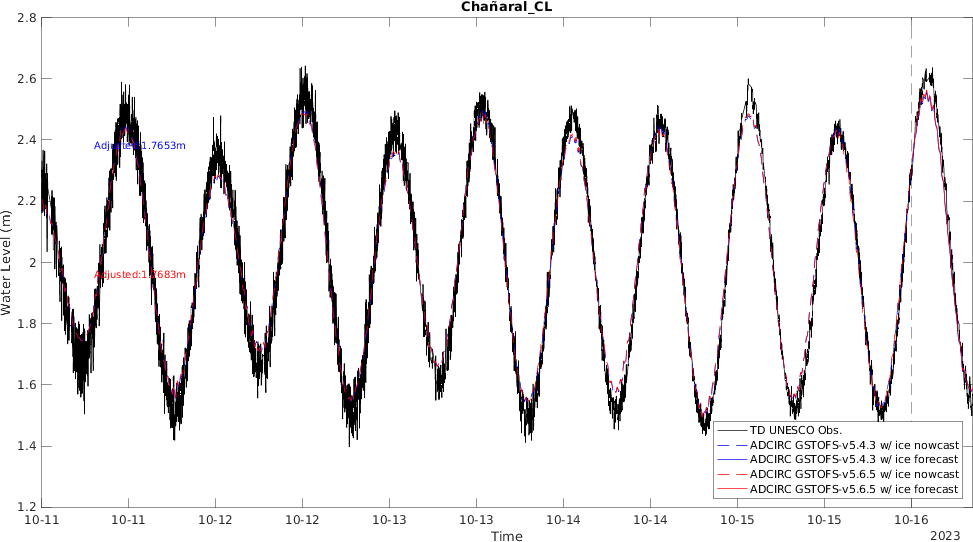 Chañaral_CL
2.8
2.6
2.4
2.2
2
1.8
1.6
1.4
1.2
Water Level (m)
Adjusted:1.7653m
Adjusted:1.7683m
TD UNESCO Obs.
ADCIRC GSTOFS-v5.4.3 w/ ice nowcast
ADCIRC GSTOFS-v5.4.3 w/ ice forecast
ADCIRC GSTOFS-v5.6.5 w/ ice nowcast
ADCIRC GSTOFS-v5.6.5 w/ ice forecast
10-11 10-11 10-12 10-12 10-13 10-13 10-14 10-14 10-15 10-15 10-16
Time
2023